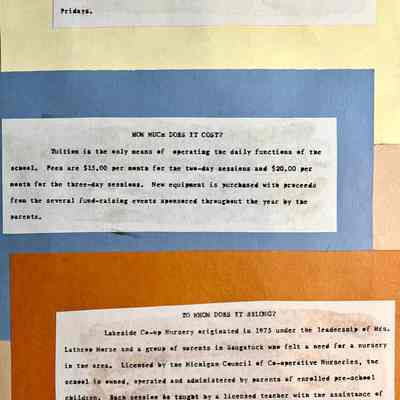 Fridays.
HOW MUCH DOES IT COST?
Tuition is the only means of operating the daily functions of the
school. Fees are $15.00 per month for the two-day sessions and $20.00 per
month for the three-day sessions. New equipment is purchased with proceeds
from the several fund-raising events sponsored throughout the year by the
parents.
TO WHOM DOES IT BELONG?
Lakeside Co-op Nursery originated in 1973 under the leadership of Mrs.
Lathrop Morse and a group of parents in Saugatuck who felt a need for a nursery
in the area. Licensed by the Michigan Council of Co-operative Nurseries, the
school is owned, operated and administered by parents of enrolled pre-school
children. Each session is taught by a licensed teacher with the assistance of